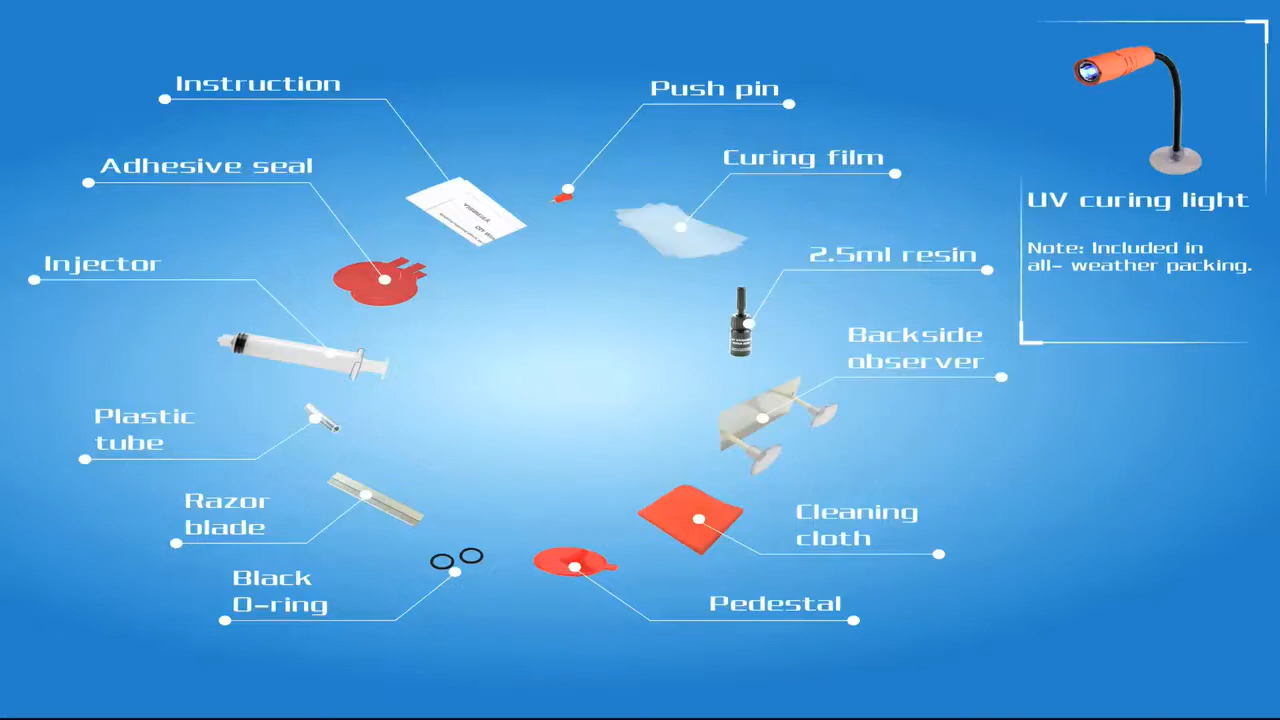 Instruction
Push pin
Adhesive seal
Curing film
Injector
2.5ml resin
Backside
observer
Plastic
tube
Razor
blade
Cleaning
cloth
Black
O-ring
Pedestal
UV curing light
Note: Included in
all- weather packing.